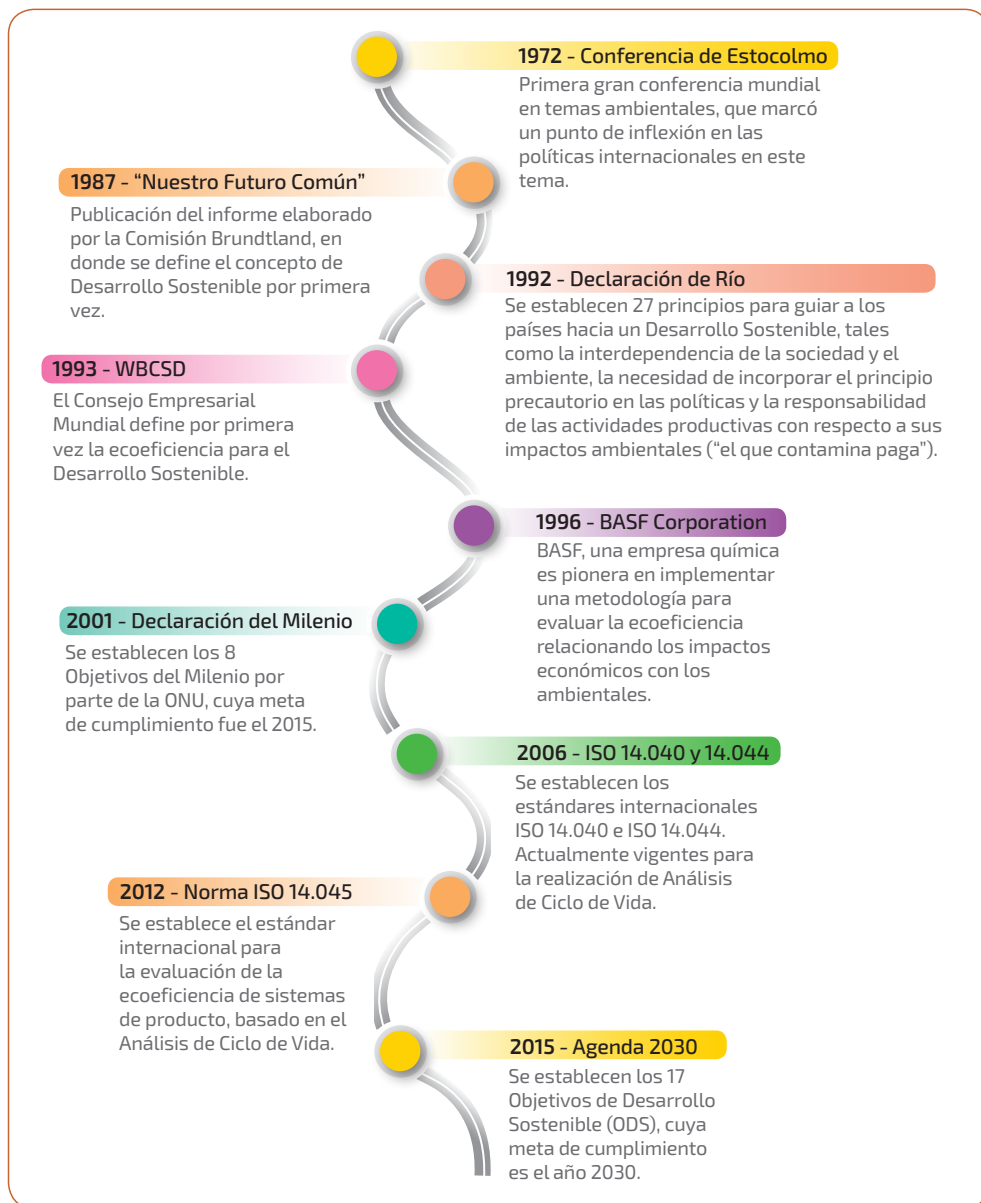 1972 - Conferencia de Estocolmo
Primera gran conferencia mundial
en temas ambientales, que marcó
un punto de inflexión en las
políticas internacionales en este
tema.
1987 - “Nuestro Futuro Común”
Publicación del informe elaborado
por la Comisión Brundtland, en
donde se define el concepto de
Desarrollo Sostenible por primera
vez.
1992 - Declaración de Río
Se establecen 27 principios para guiar a los
países hacia un Desarrollo Sostenible, tales
como la interdependencia de la sociedad y el
ambiente, la necesidad de incorporar el principio
precautorio en las políticas y la responsabilidad
de las actividades productivas con respecto a sus
impactos ambientales (“el que contamina paga”).
1993 - WBCSD
El Consejo Empresarial
Mundial define por primera
vez la ecoeficiencia para el
Desarrollo Sostenible.
1996 - BASF Corporation
BASF, una empresa química
es pionera en implementar
una metodología para
evaluar la ecoeficiencia
relacionando los impactos
económicos con los
ambientales.
2001 - Declaración del Milenio
Se establecen los 8
Objetivos del Milenio por
parte de la ONU, cuya meta
de cumplimiento fue el 2015.
2006 - ISO 14.040 y 14.044
Se establecen los
estándares internacionales
ISO 14.040 e ISO 14.044.
Actualmente vigentes para
la realización de Análisis
de Ciclo de Vida.
2012 - Norma ISO 14.045
Se establece el estándar
internacional para
la evaluación de la
ecoeficiencia de sistemas
de producto, basado en el
Análisis de Ciclo de Vida.
2015 - Agenda 2030
Se establecen los 17
Objetivos de Desarrollo
Sostenible (ODS), cuya
meta de cumplimiento
es el año 2030.